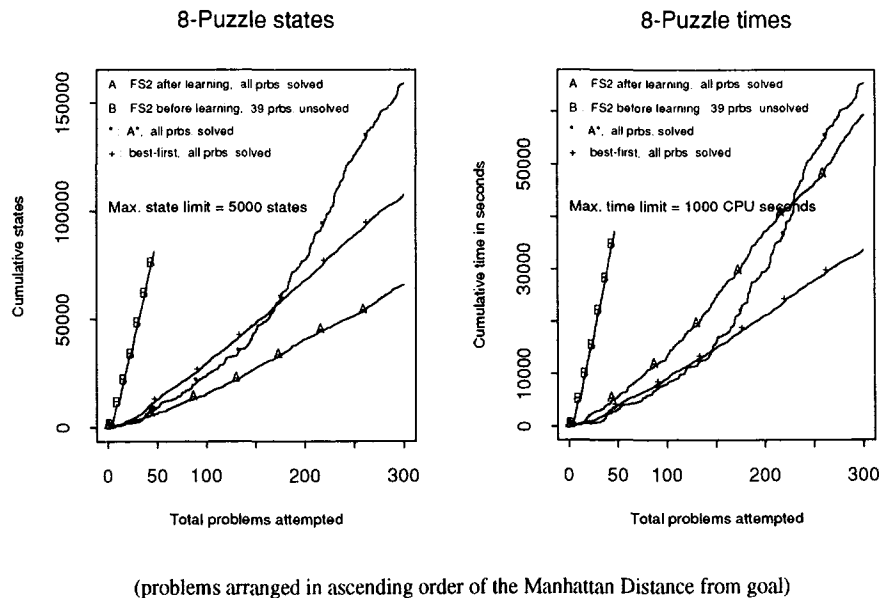 8-Puzzle states
A FS2 after learning, all prbs solved
B FS2 before learning, 39 prbs unsolved
* : A*, all prbs. solved
+ : best-first, all prbs solved
Max. state limit = 5000 states
Cumulative states
150000
100000
50000
0
0 50 100 200 300
Total problems attempted
8-Puzzle times
A FS2 after learning, all prbs solved
B FS2 before learning 39 prbs unsolved
* A*, all prbs. solved
+ best-first, all prbs solved
Max. time limit = 1000 CPU seconds
Cumulative time in seconds
50000
30000
10000
0
0 50 100 200 300
Total problems attempted
(problems arranged in ascending order of the Manhattan Distance from goal)